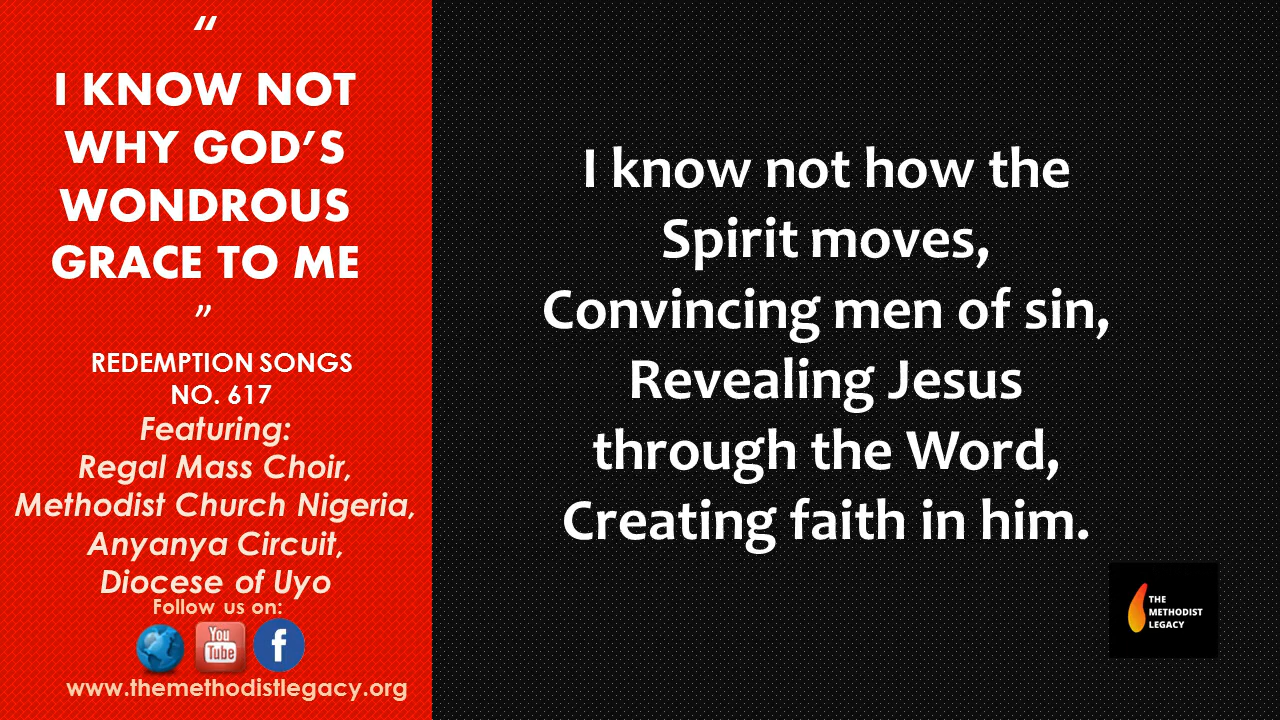 “
I KNOW NOT
WHY GOD’S
WONDROUS
GRACE TO ME
”
REDEMPTION SONGS
NO. 617
Featuring:
Regal Mass Choir,
Methodist Church Nigeria,
Anyanya Circuit,
Diocese of Uyo
Follow us on:
You
Tube
f
www.themethodistlegacy.org
I know not how the
Spirit moves,
Convincing men of sin,
Revealing Jesus
through the Word,
Creating faith in him.
THE
METHODIST
LEGACY